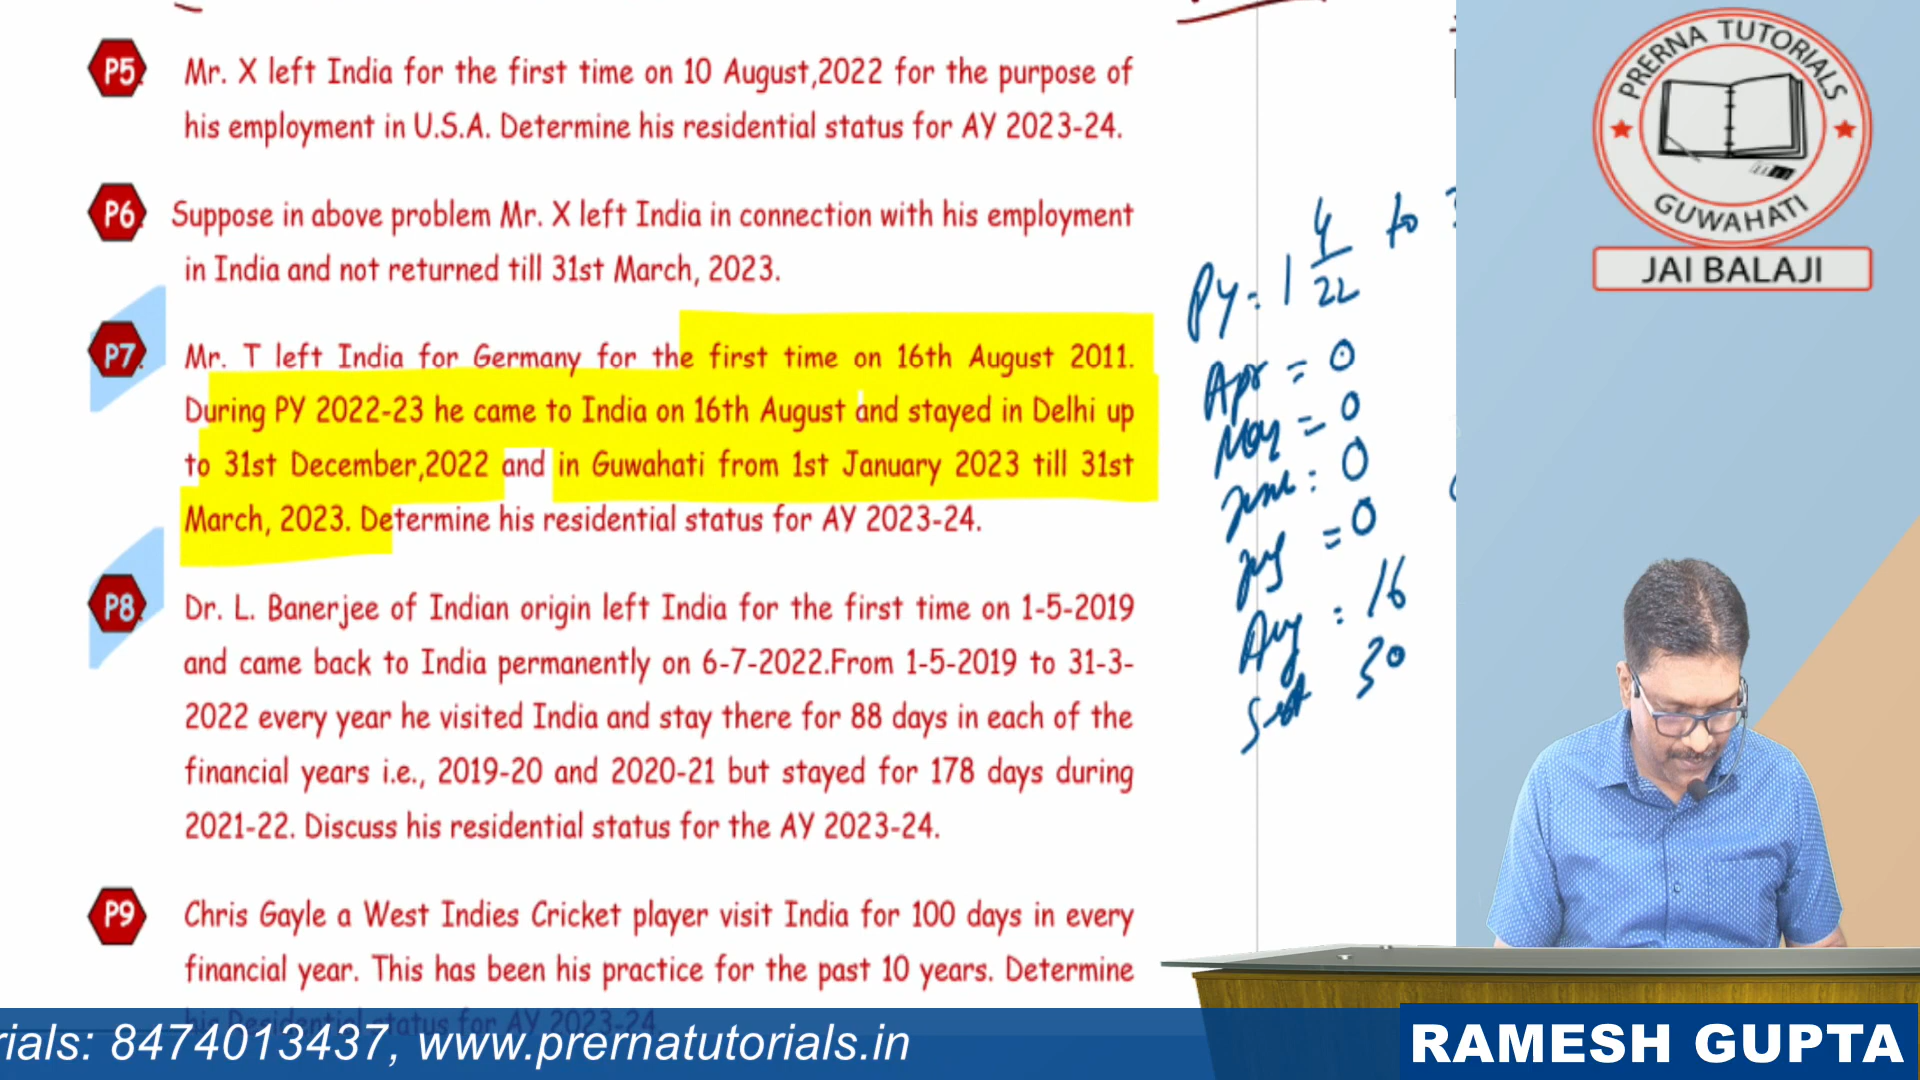 P5. Mr. X left India for the first time on 10 August,2022 for the purpose of
his employment in U.S.A. Determine his residential status for AY 2023-24.
P6. Suppose in above problem Mr. X left India in connection with his employment
in India and not returned till 31st March, 2023.
P7. Mr. T left India for Germany for the first time on 16th August 2011.
During PY 2022-23 he came to India on 16th August and stayed in Delhi up
to 31st December,2022 and in Guwahati from 1st January 2023 till 31st
March, 2023. Determine his residential status for AY 2023-24.
P8. Dr. L. Banerjee of Indian origin left India for the first time on 1-5-2019
and came back to India permanently on 6-7-2022.From 1-5-2019 to 31-3-
2022 every year he visited India and stay there for 88 days in each of the
financial years i.e., 2019-20 and 2020-21 but stayed for 178 days during
2021-22. Discuss his residential status for the AY 2023-24.
P9. Chris Gayle a West Indies Cricket player visit India for 100 days in every
financial year. This has been his practice for the past 10 years. Determine
his Residential status for AY 2023-24.
PY = 1 4/22 to
Apr = 0
May = 0
June : 0
July = 0
Aug : 16
Sept 30
PRERNA TUTORIALS
GUWAHATI
JAI BALAJI
rials: 8474013437, www.prernatutorials.in
RAMESH GUPTA